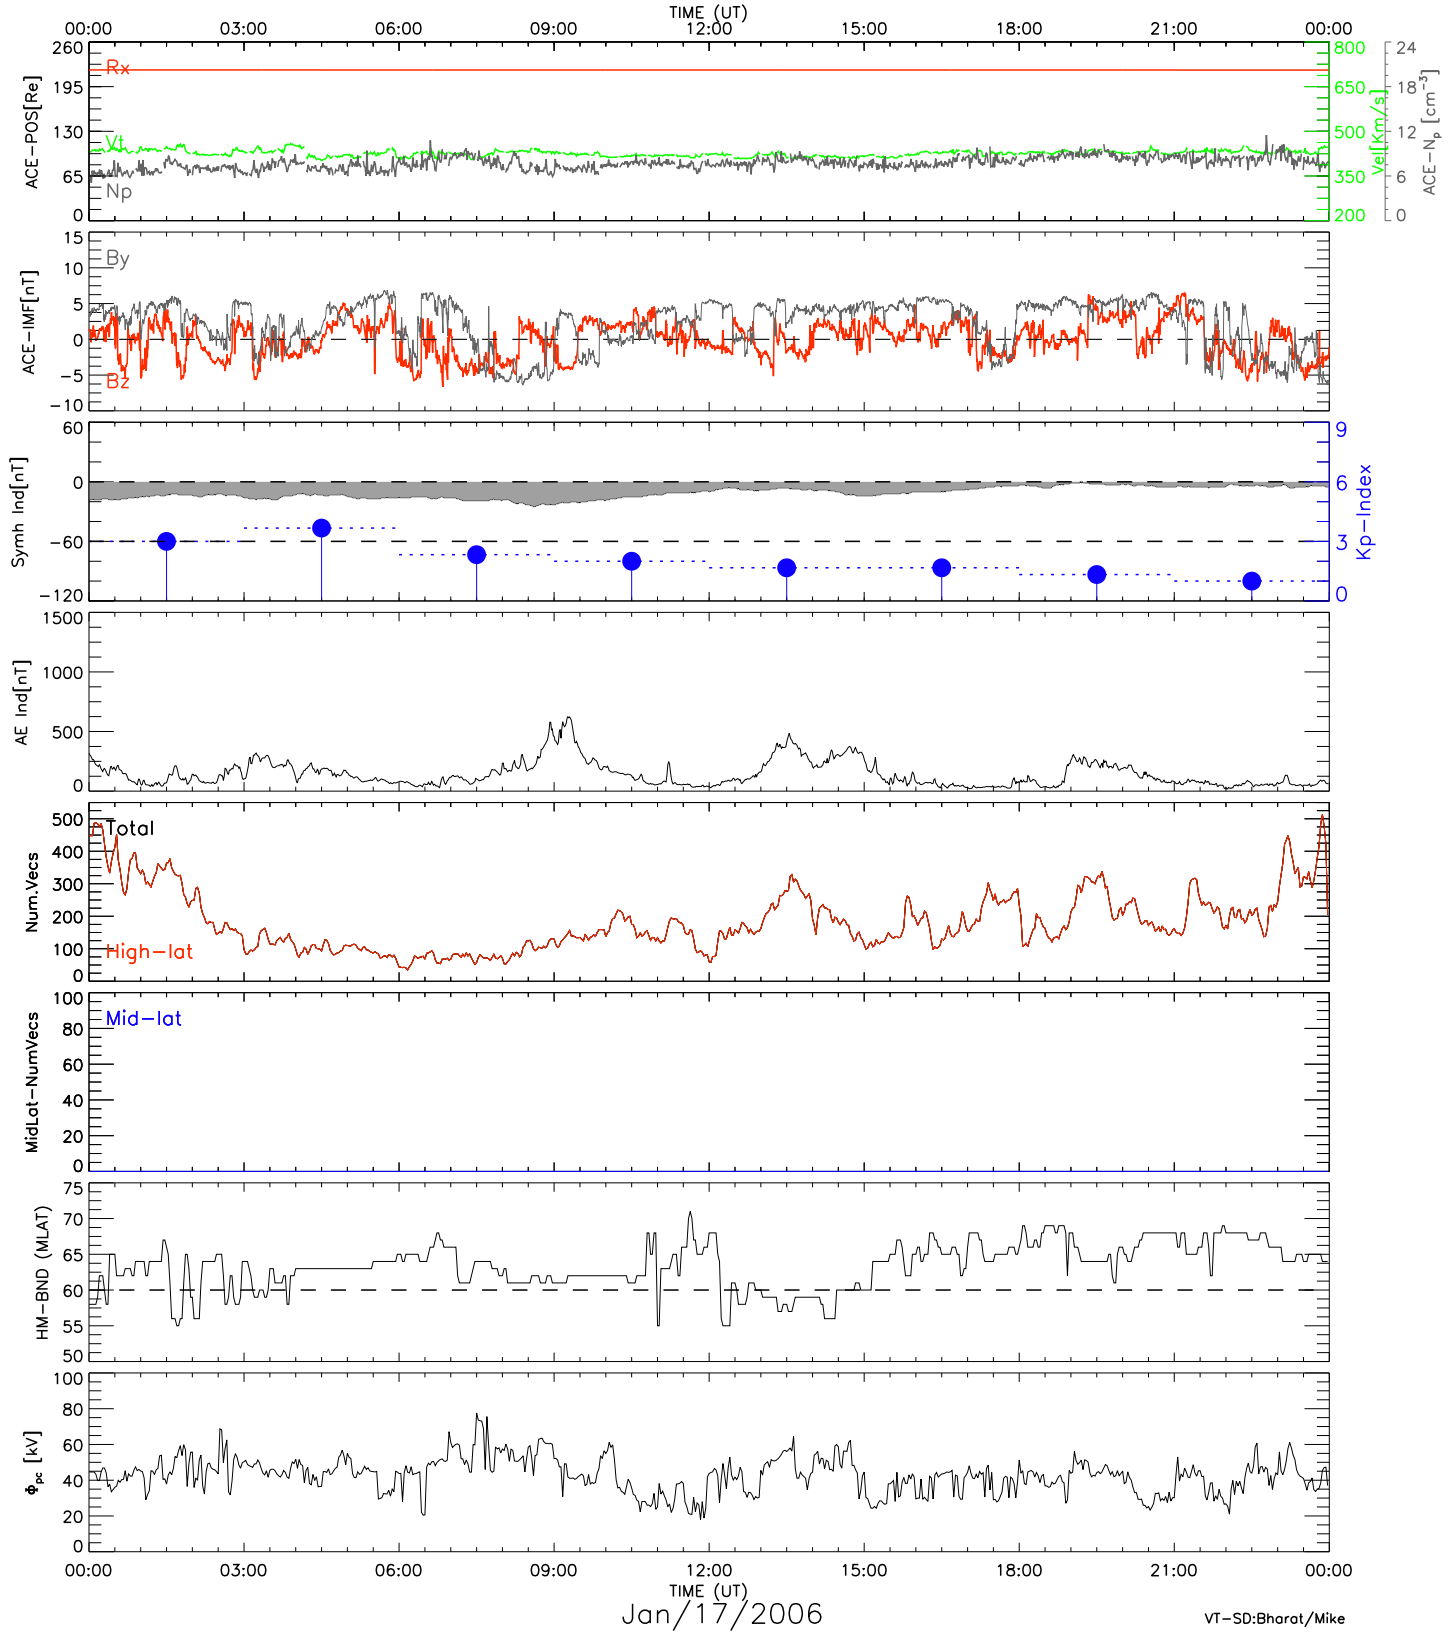 TIME (UT)
00:00 03:00 06:00 09:00 12:00 15:00 18:00 21:00 00:00
ACE-POS[Re]
260
195
130
65
0
Rx
Vt
Np
800
650
500
350
200
Vel[Km/s]
24
18
12
6
0
ACE-Np [cm-3]
ACE-IMF[nT]
15
10
5
0
-5
-10
By
Bz
Symh Ind[nT]
60
0
-60
-120
9
6
3
0
Kp-Index
AE Ind[nT]
1500
1000
500
0
Num.Vecs
500
400
300
200
100
0
Total
High-lat
MidLat-NumVecs
100
80
60
40
20
0
Mid-lat
HM-BND (MLAT)
75
70
65
60
55
50
Φpc [kV]
100
80
60
40
20
0
00:00 03:00 06:00 09:00 12:00 15:00 18:00 21:00 00:00
TIME (UT)
Jan/17/2006
VT-SD:Bharat/Mike